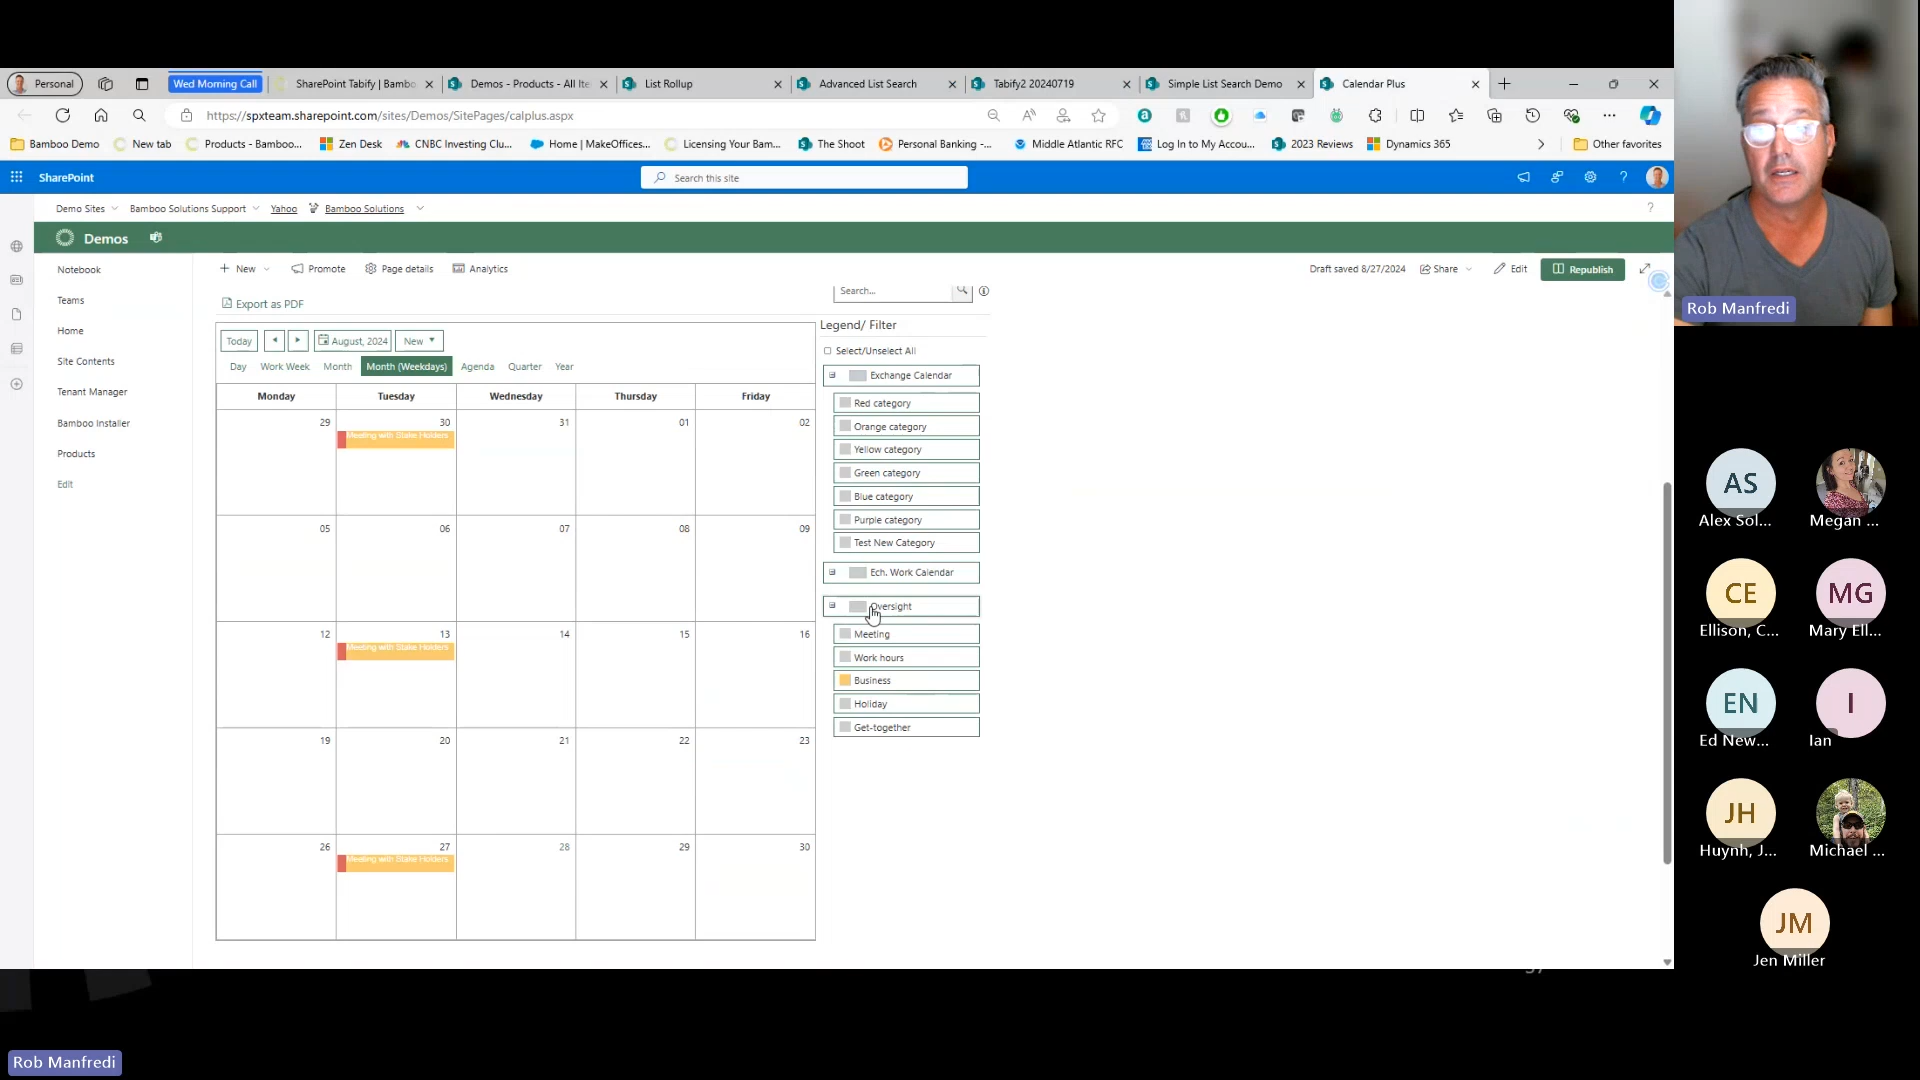 Personal
Wed Morning Call
SharePoint Tabify | Bambo
Demos - Products - All Ite
List Rollup
Advanced List Search
Tabify2 20240719
Simple List Search Demo
Calendar Plus
https://spxteam.sharepoint.com/sites/Demos/SitePages/calplus.aspx
Bamboo Demo
New tab
Products - Bamboo...
Zen Desk
CNBC Investing Clu...
Home | MakeOffices...
Licensing Your Bam...
The Shoot
Personal Banking -...
Middle Atlantic RFC
Log In to My Accou...
2023 Reviews
Dynamics 365
Other favorites
SharePoint
Search this site
Demo Sites
Bamboo Solutions Support
Yahoo
Bamboo Solutions
?
Demos
Notebook
Teams
Home
Site Contents
Tenant Manager
Bamboo Installer
Products
Edit
New
Promote
Page details
Analytics
Draft saved 8/27/2024
Share
Edit
Republish
Export as PDF
Search...
Today
August, 2024
New
Day
Work Week
Month
Month (Weekdays)
Agenda
Quarter
Year
Monday
Tuesday
Wednesday
Thursday
Friday
29
30
31
01
02
Meeting with Stake Holders
05
06
07
08
09
12
13
14
15
16
Meeting with Stake Holders
19
20
21
22
23
26
27
28
29
30
Meeting with Stake Holders
Legend/ Filter
Select/Unselect All
Exchange Calendar
Red category
Orange category
Yellow category
Green category
Blue category
Purple category
Test New Category
Ech. Work Calendar
Oversight
Meeting
Work hours
Business
Holiday
Get-together
Rob Manfredi
AS
Alex Sol...
Megan ...
CE
Ellison, C...
MG
Mary Ell...
EN
Ed New...
I
Ian
JH
Huynh, J...
Michael ...
JM
Jen Miller
Rob Manfredi